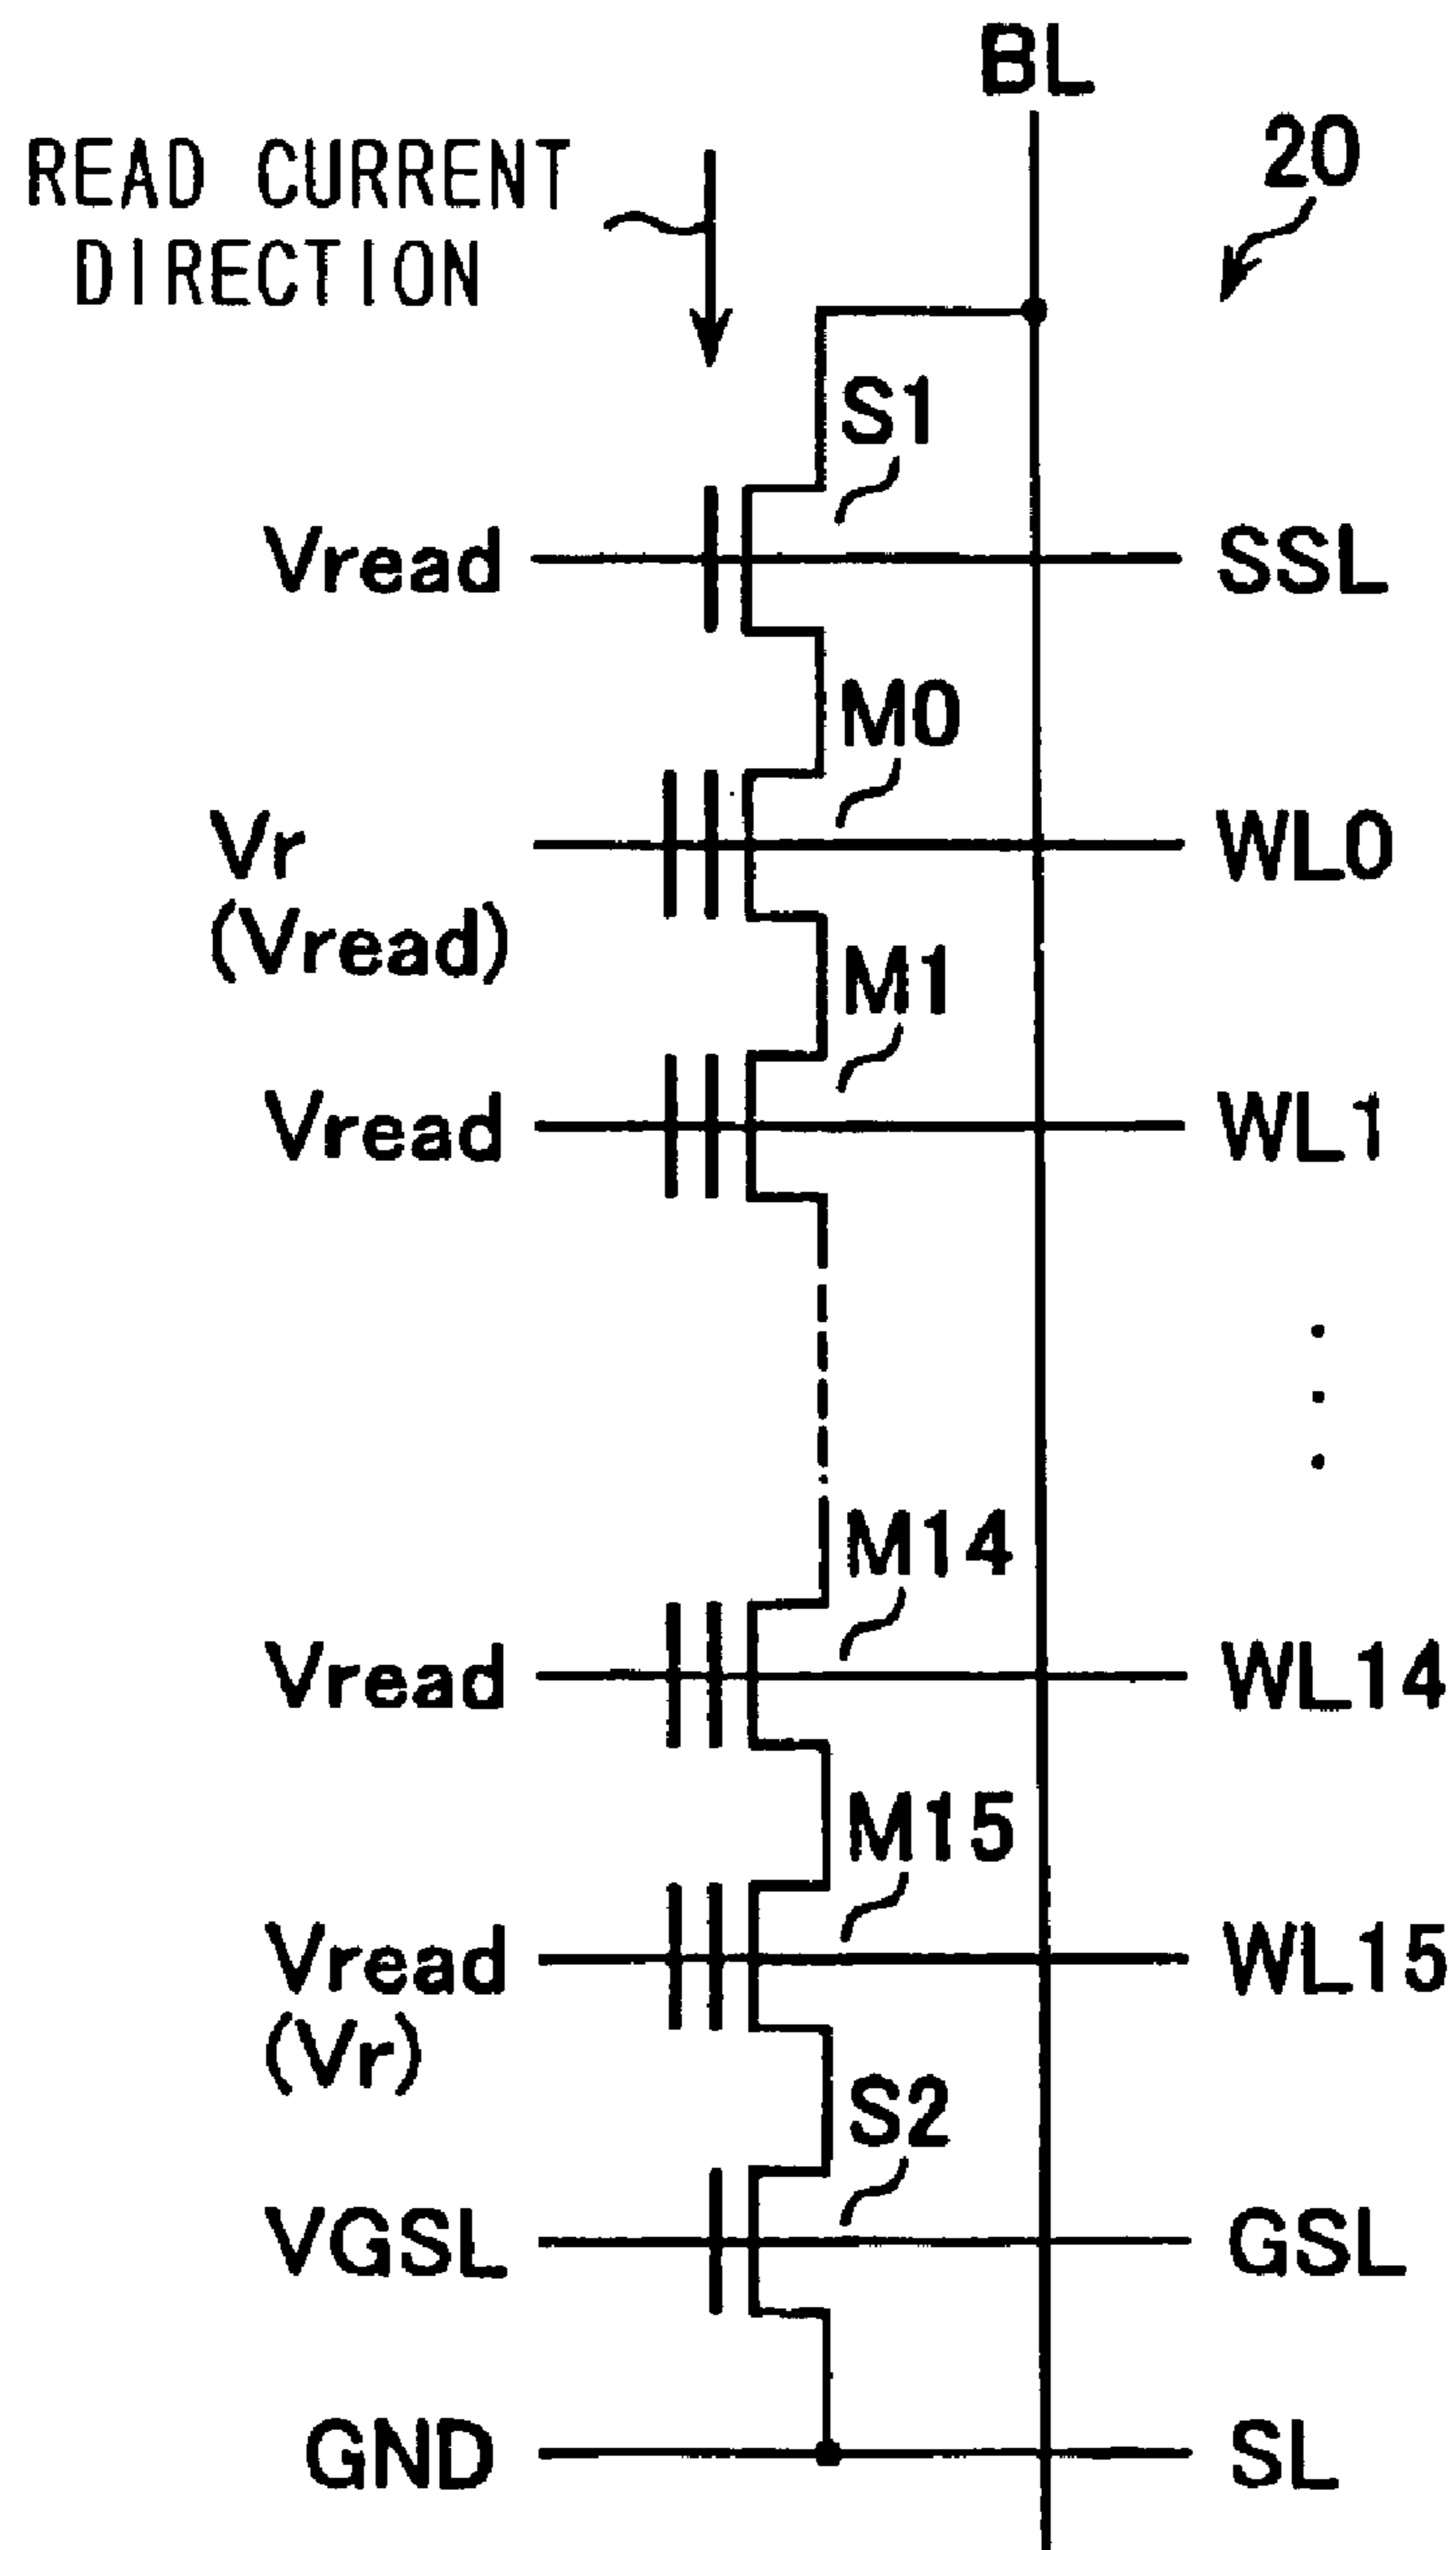 BL
20
READ CURRENT
DIRECTION
S1
Vread
SSL
M0
Vr
(Vread)
WL0
M1
Vread
WL1
M14
Vread
WL14
M15
Vread
(Vr)
WL15
S2
VGSL
GSL
GND
SL